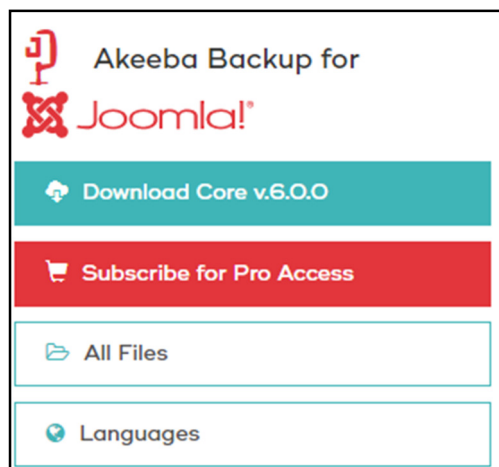 Akeeba Backup for
Joomla!®
Download Core v.6.0.0
Subscribe for Pro Access
All Files
Languages